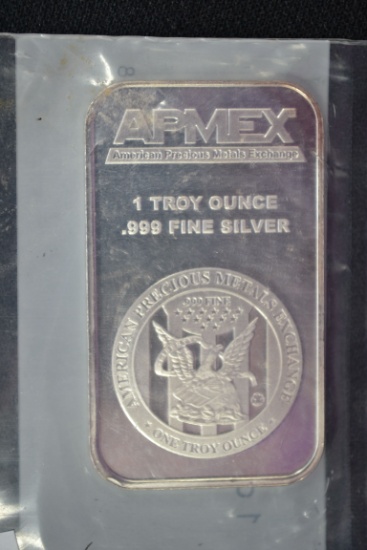 APMEX
American Precious Metals Exchange
1 TROY OUNCE
.999 FINE SILVER
AMERICAN PRECIOUS METALS EXCHANGE
.999 FINE
ONE TROY OUNCE